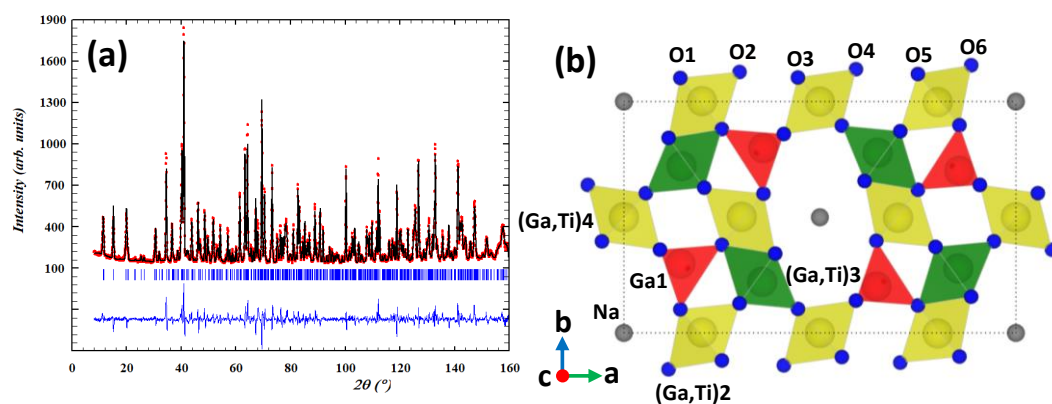 (a)
Intensity (arb. units)
1900
1600
1300
1000
700
400
100
0 20 40 60 80 100 120 140 160
2θ (°)
(b)
O1 O2 O3 O4 O5 O6
(Ga,Ti)4
Ga1
(Ga,Ti)3
Na
b
c a
(Ga,Ti)2